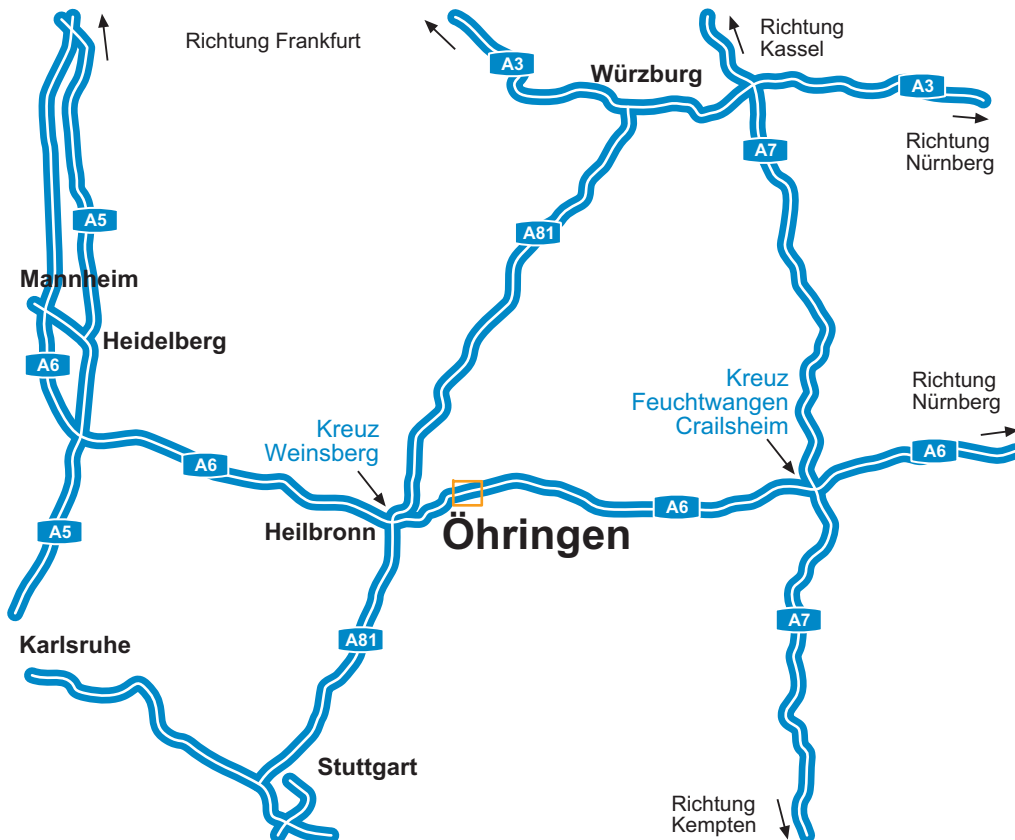 Richtung Frankfurt
A3
Würzburg
Richtung
Kassel
A3
Richtung
Nürnberg
A7
A5
A81
Mannheim
Heidelberg
A6
Kreuz
Feuchtwangen
Crailsheim
Richtung
Nürnberg
Kreuz
Weinsberg
A6
A6
A6
Heilbronn
Öhringen
A5
A7
A81
Karlsruhe
Stuttgart
Richtung
Kempten